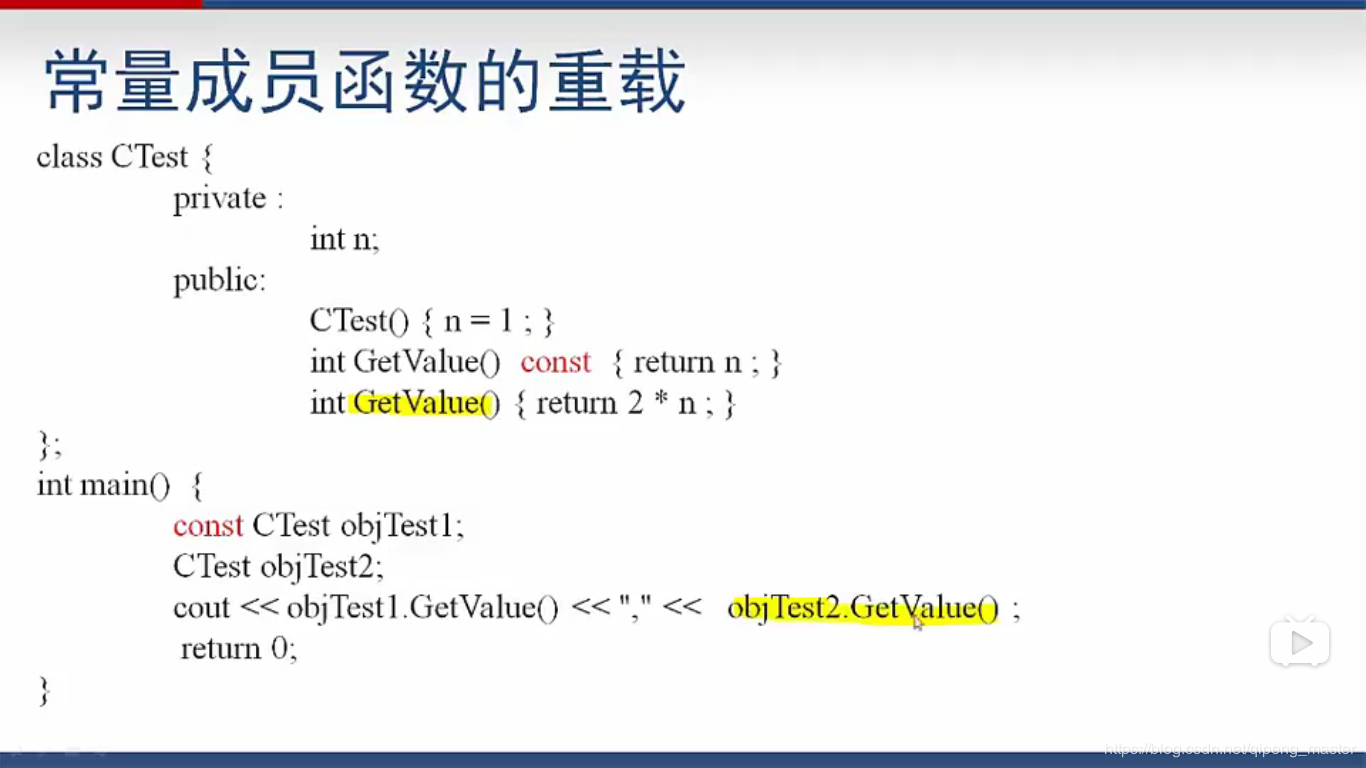 常量成员函数的重载
class CTest {
private :
int n;
public:
CTest() { n = 1 ; }
int GetValue() const { return n ; }
int GetValue() { return 2 * n ; }
};
int main() {
const CTest objTest1;
CTest objTest2;
cout << objTest1.GetValue() << "," << objTest2.GetValue() ;
return 0;
}
https://blog.csdn.net/qipeng_master